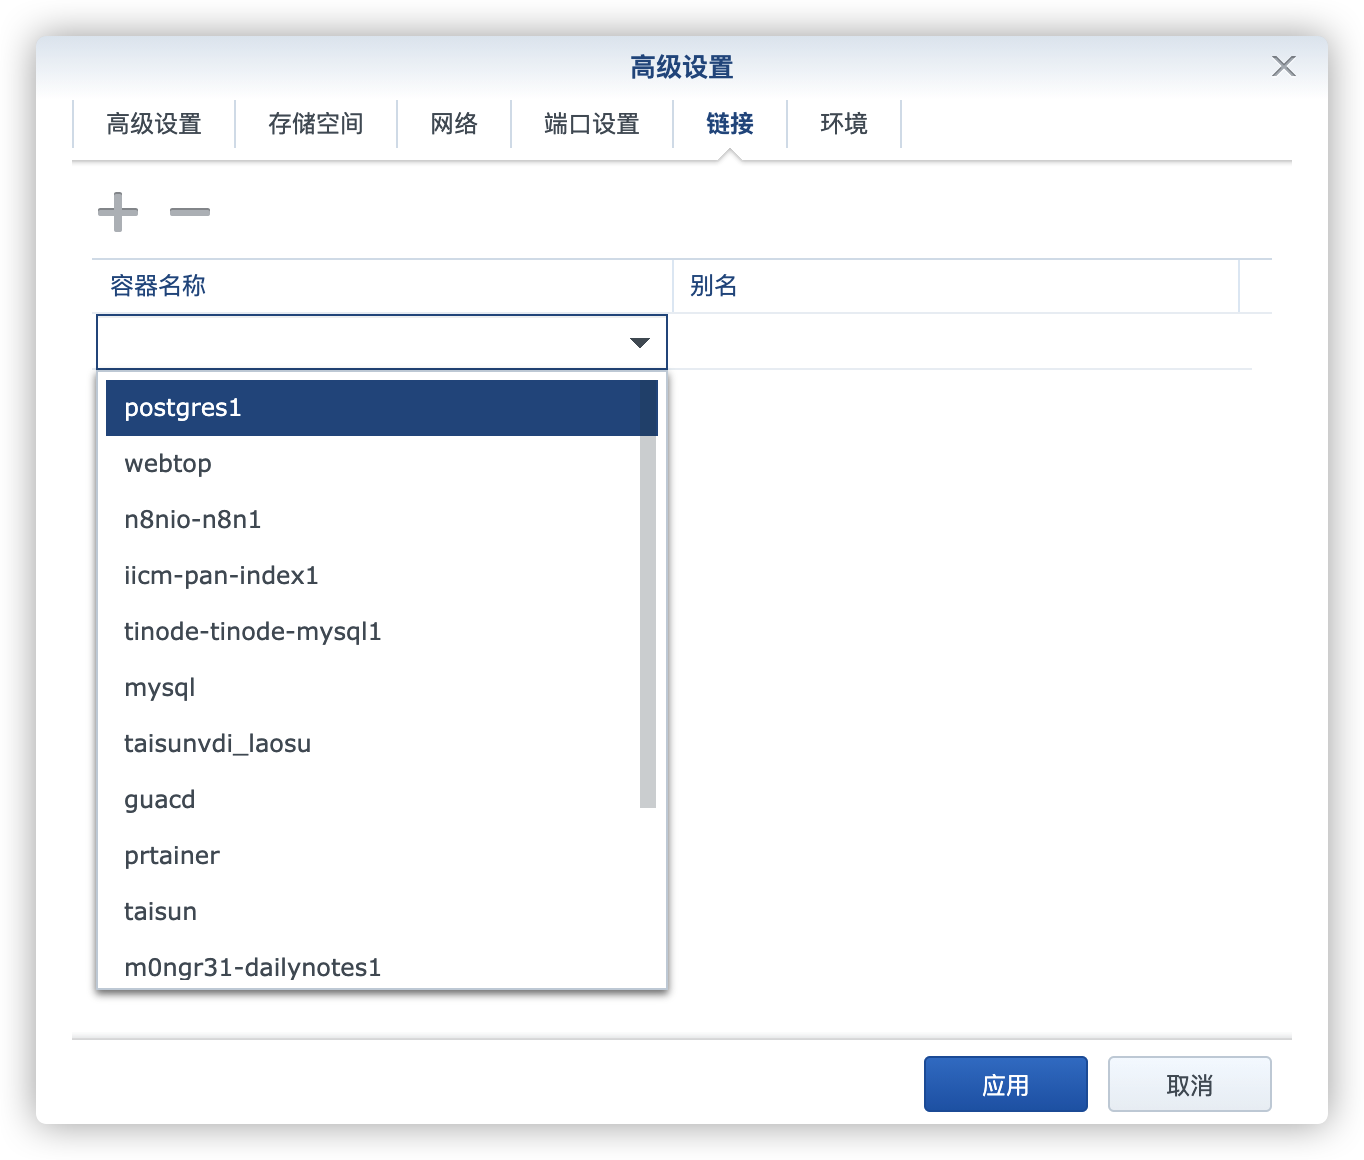 高级设置
高级设置 存储空间 网络 端口设置 链接 环境
容器名称 别名
postgres1
webtop
n8nio-n8n1
iicm-pan-index1
tinode-tinode-mysql1
mysql
taisunvdi_laosu
guacd
prtainer
taisun
m0ngr31-dailynotes1
应用 取消